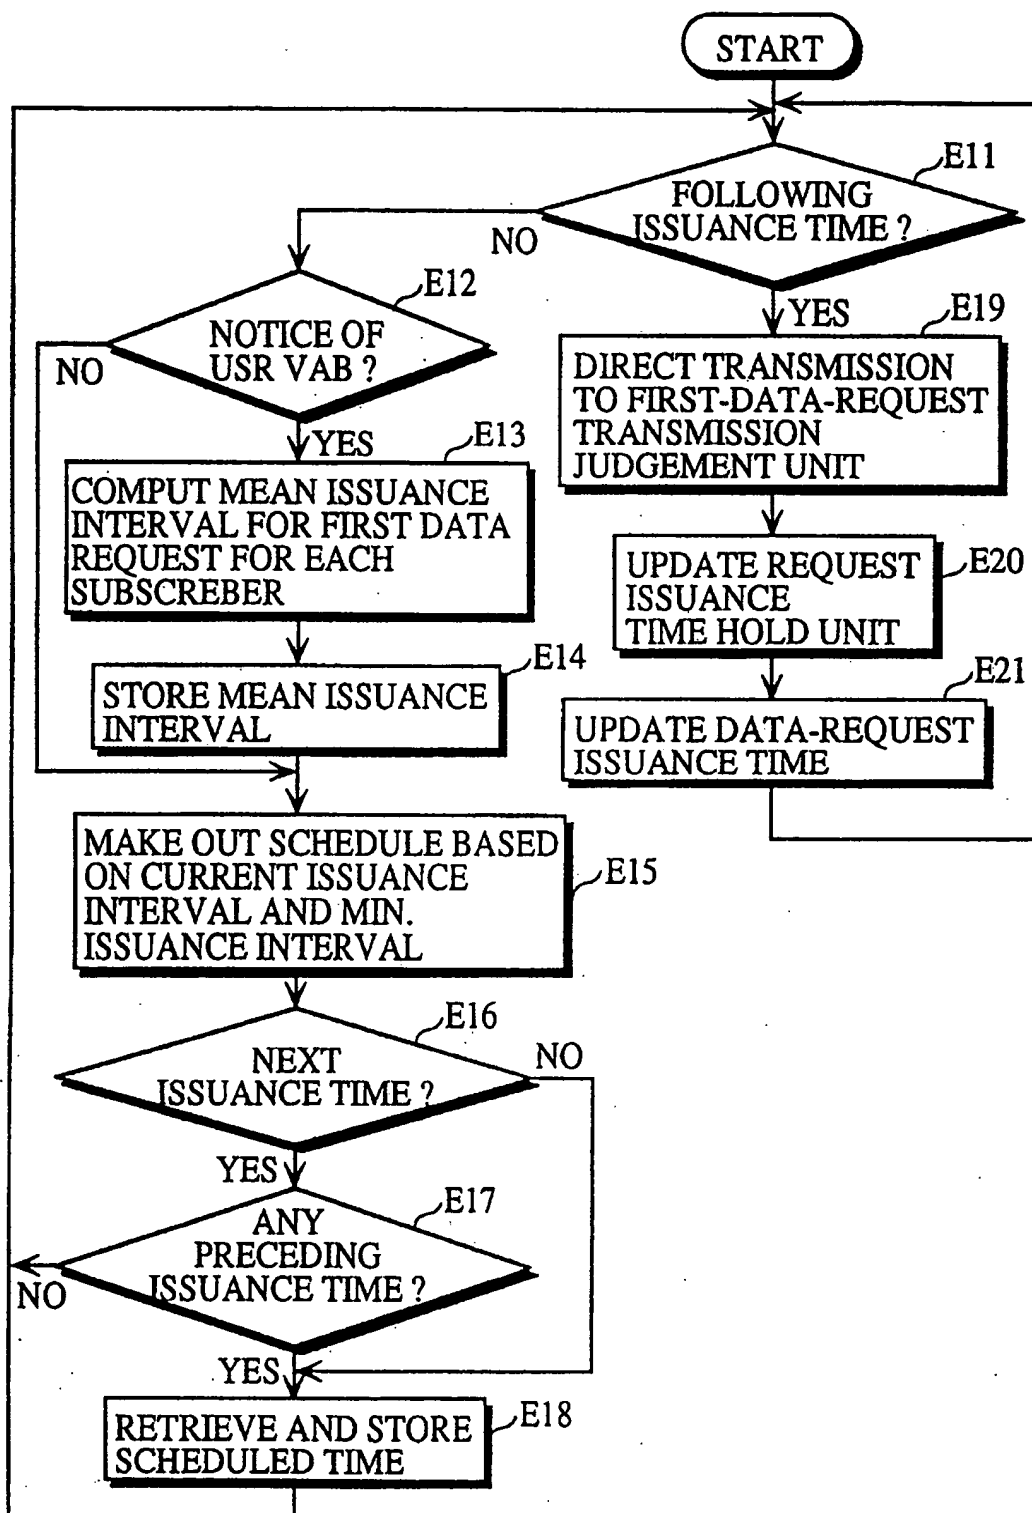 START
E11
FOLLOWING
ISSUANCE TIME ?
NO
YES
E12
NOTICE OF
USR VAB ?
NO
YES
E13
COMPUT MEAN ISSUANCE
INTERVAL FOR FIRST DATA
REQUEST FOR EACH
SUBSCREBER
E14
STORE MEAN ISSUANCE
INTERVAL
E15
MAKE OUT SCHEDULE BASED
ON CURRENT ISSUANCE
INTERVAL AND MIN.
ISSUANCE INTERVAL
E16
NEXT
ISSUANCE TIME ?
NO
YES
E17
ANY
PRECEDING
ISSUANCE TIME ?
NO
YES
E18
RETRIEVE AND STORE
SCHEDULED TIME
E19
DIRECT TRANSMISSION
TO FIRST-DATA-REQUEST
TRANSMISSION
JUDGEMENT UNIT
E20
UPDATE REQUEST
ISSUANCE
TIME HOLD UNIT
E21
UPDATE DATA-REQUEST
ISSUANCE TIME